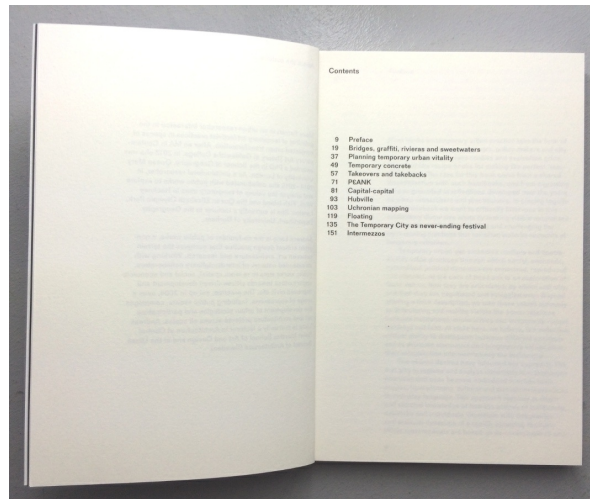 Contents
9 Preface
19 Bridges, graffiti, rivieras and sweetwaters
37 Planning temporary urban vitality
49 Temporary concrete
57 Takeovers and takebacks
71 PEANK
81 Capital-capital
93 Hubville
103 Uchronian mapping
119 Floating
135 The Temporary City as never-ending festival
151 Intermezzos